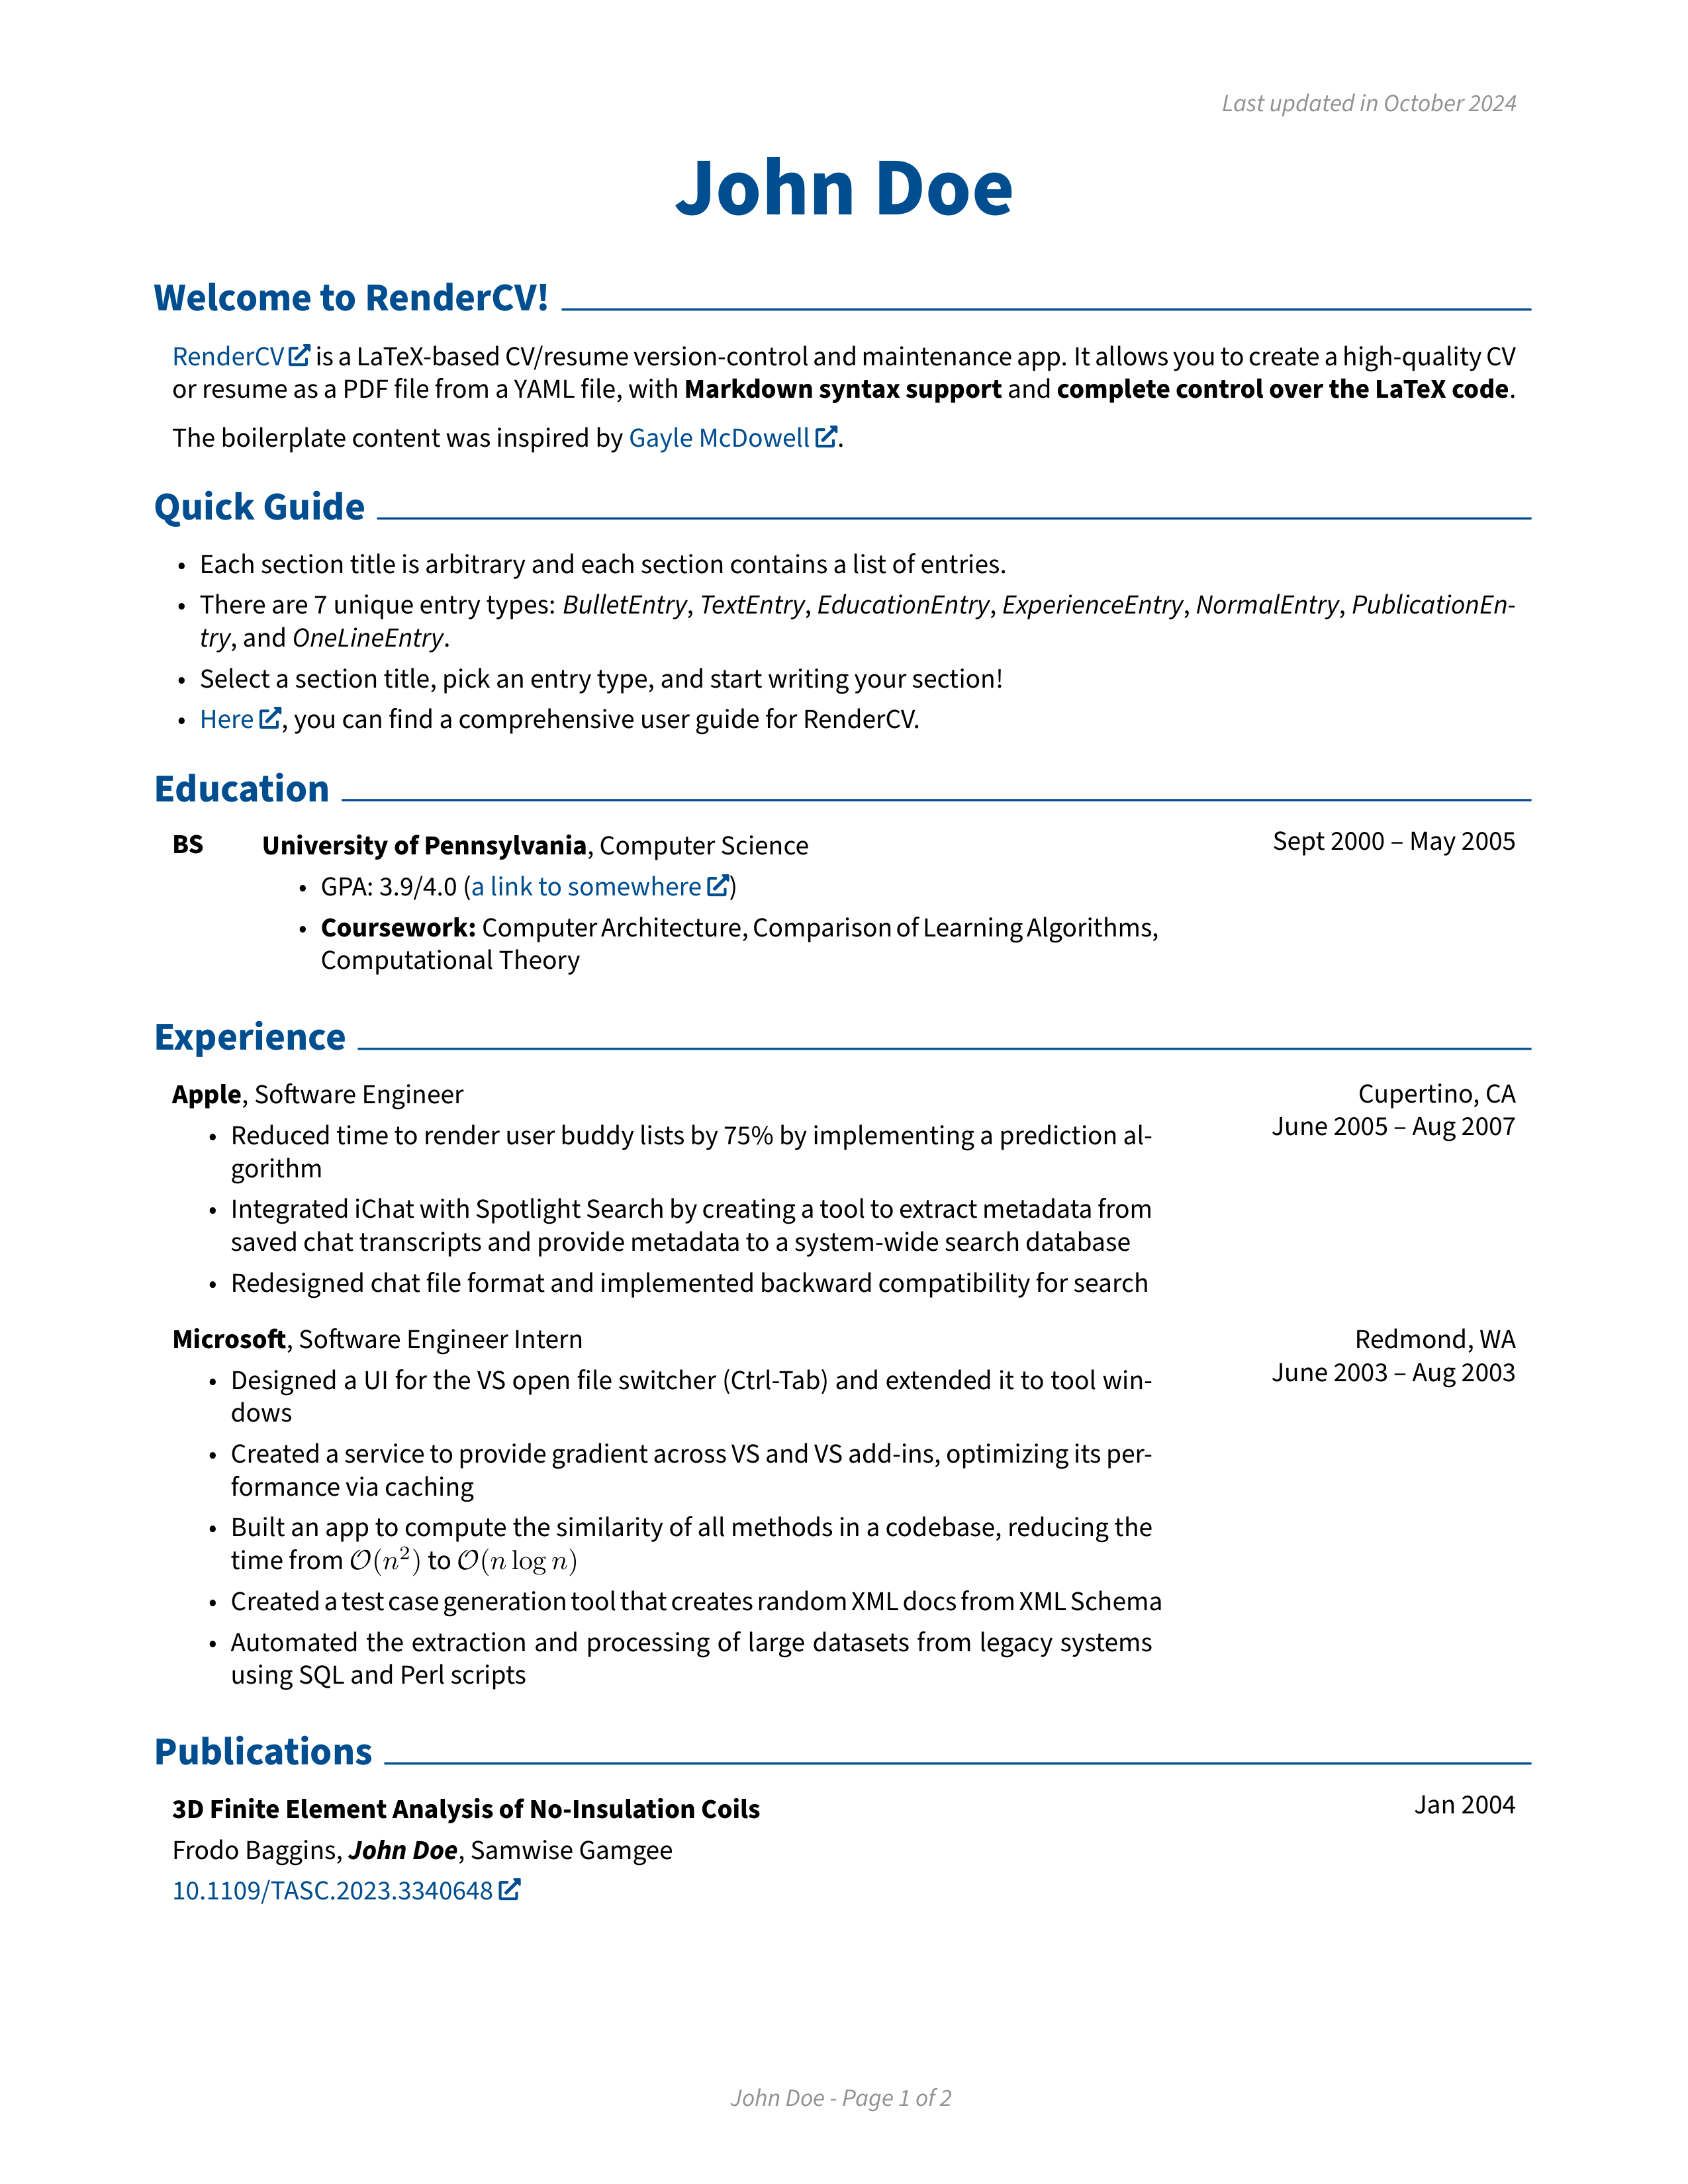 Last updated in October 2024
John Doe
Welcome to RenderCV!
RenderCV is a LaTeX-based CV/resume version-control and maintenance app. It allows you to create a high-quality CV
or resume as a PDF file from a YAML file, with Markdown syntax support and complete control over the LaTeX code.
The boilerplate content was inspired by Gayle McDowell.
Quick Guide
• Each section title is arbitrary and each section contains a list of entries.
• There are 7 unique entry types: BulletEntry, TextEntry, EducationEntry, ExperienceEntry, NormalEntry, PublicationEn-
try, and OneLineEntry.
• Select a section title, pick an entry type, and start writing your section!
• Here, you can find a comprehensive user guide for RenderCV.
Education
BS University of Pennsylvania, Computer Science Sept 2000 – May 2005
• GPA: 3.9/4.0 (a link to somewhere)
• Coursework: Computer Architecture, Comparison of Learning Algorithms,
Computational Theory
Experience
Apple, Software Engineer Cupertino, CA
June 2005 – Aug 2007
• Reduced time to render user buddy lists by 75% by implementing a prediction al-
gorithm
• Integrated iChat with Spotlight Search by creating a tool to extract metadata from
saved chat transcripts and provide metadata to a system-wide search database
• Redesigned chat file format and implemented backward compatibility for search
Microsoft, Software Engineer Intern Redmond, WA
June 2003 – Aug 2003
• Designed a UI for the VS open file switcher (Ctrl-Tab) and extended it to tool win-
dows
• Created a service to provide gradient across VS and VS add-ins, optimizing its per-
formance via caching
• Built an app to compute the similarity of all methods in a codebase, reducing the
time from 𝒪(n²) to 𝒪(n log n)
• Created a test case generation tool that creates random XML docs from XML Schema
• Automated the extraction and processing of large datasets from legacy systems
using SQL and Perl scripts
Publications
3D Finite Element Analysis of No-Insulation Coils Jan 2004
Frodo Baggins, John Doe, Samwise Gamgee
10.1109/TASC.2023.3340648
John Doe - Page 1 of 2